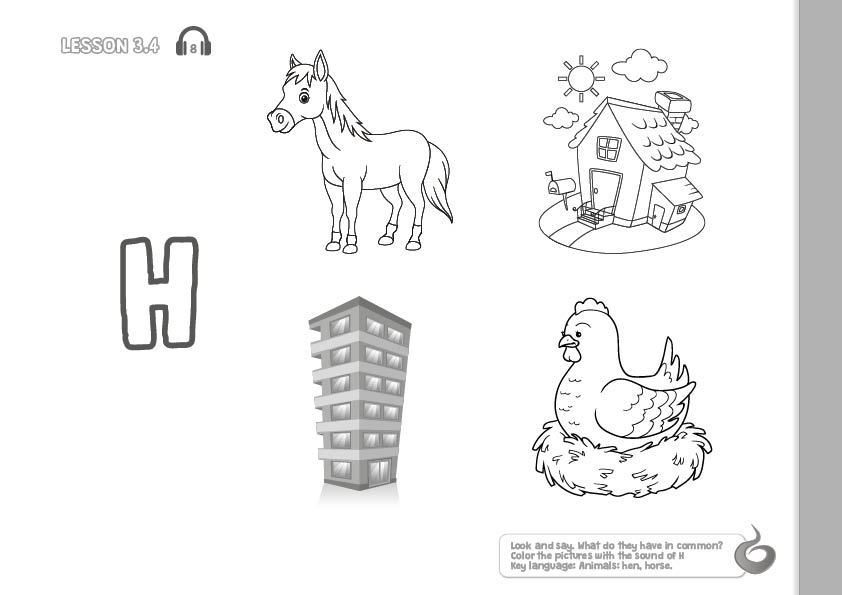 LESSON 3.4
8
H
Look and say. What do they have in common?
Color the pictures with the sound of H
Key language: Animals: hen, horse.